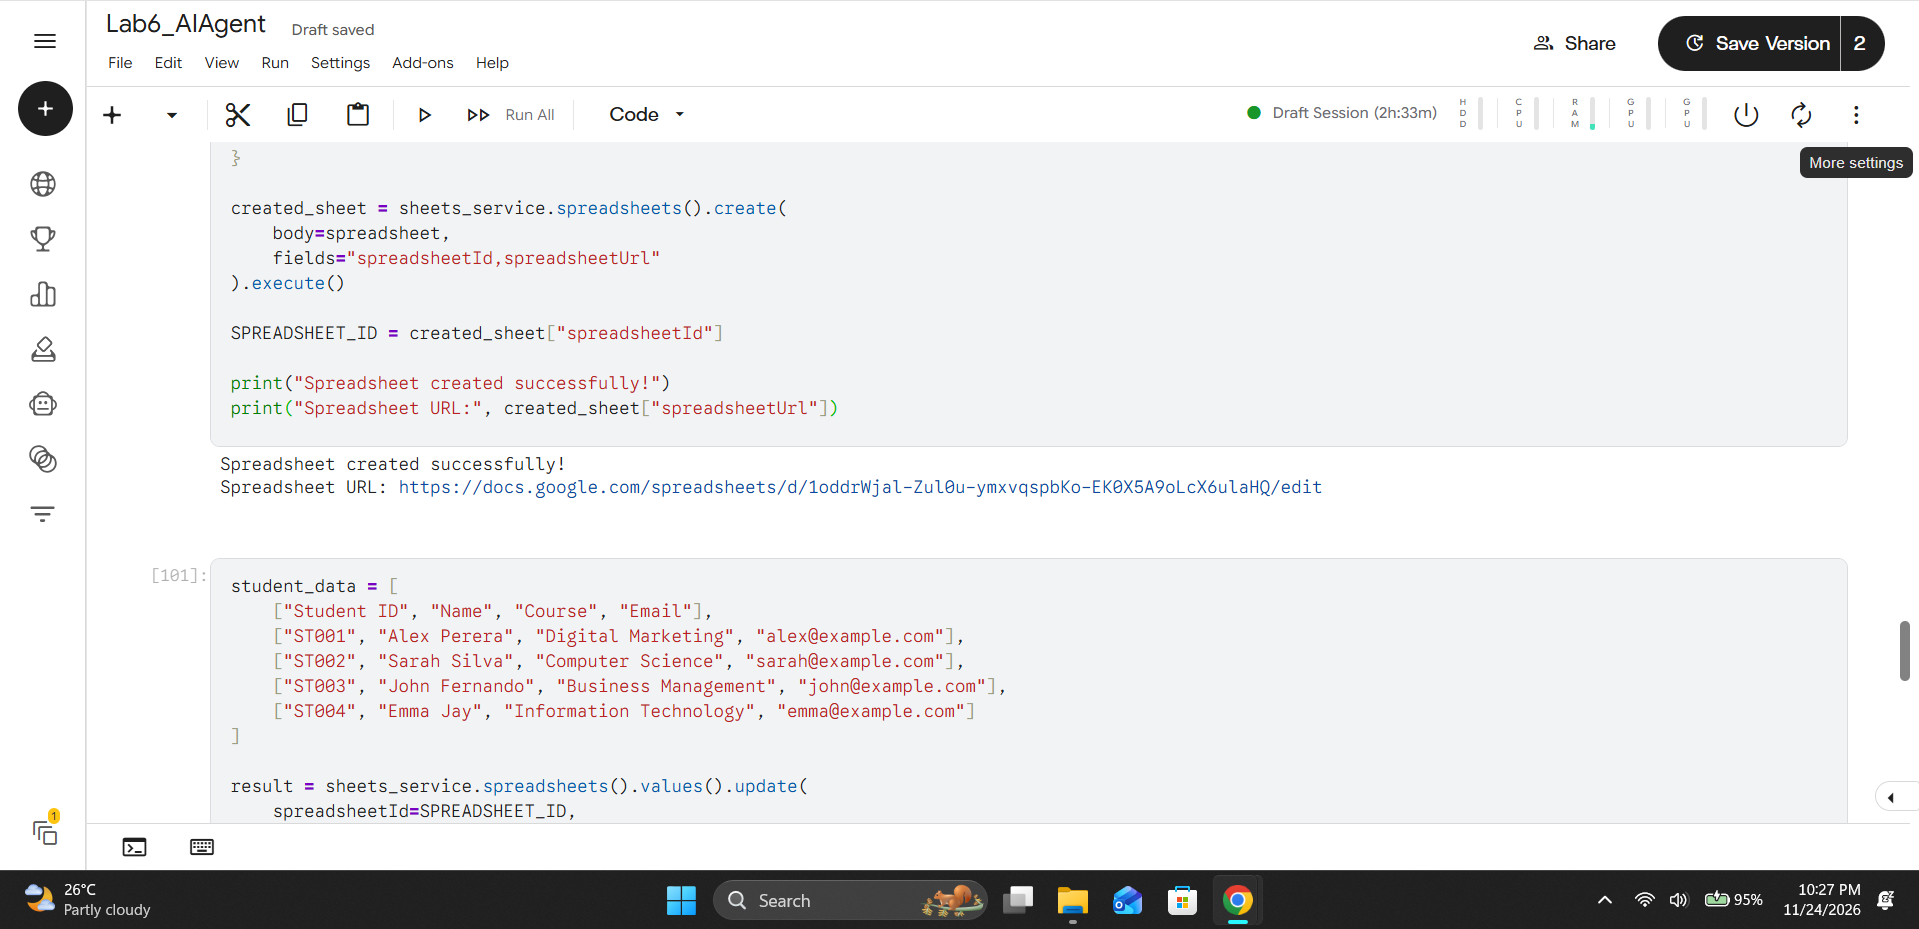 Lab6_AIAgent
Draft saved
File Edit View Run Settings Add-ons Help
Share
Save Version 2
Run All
Code
Draft Session (2h:33m)
HDD
CPU
RAM
GPU
GPU
More settings
}
created_sheet = sheets_service.spreadsheets().create(
    body=spreadsheet,
    fields="spreadsheetId,spreadsheetUrl"
).execute()
SPREADSHEET_ID = created_sheet["spreadsheetId"]
print("Spreadsheet created successfully!")
print("Spreadsheet URL:", created_sheet["spreadsheetUrl"])
Spreadsheet created successfully!
Spreadsheet URL: https://docs.google.com/spreadsheets/d/1oddrWjal-Zul0u-ymxvqspbKo-EK0X5A9oLcX6ulaHQ/edit
[101]:
student_data = [
    ["Student ID", "Name", "Course", "Email"],
    ["ST001", "Alex Perera", "Digital Marketing", "alex@example.com"],
    ["ST002", "Sarah Silva", "Computer Science", "sarah@example.com"],
    ["ST003", "John Fernando", "Business Management", "john@example.com"],
    ["ST004", "Emma Jay", "Information Technology", "emma@example.com"]
]
result = sheets_service.spreadsheets().values().update(
    spreadsheetId=SPREADSHEET_ID,
1
26°C
Partly cloudy
Search
95%
10:27 PM
11/24/2026